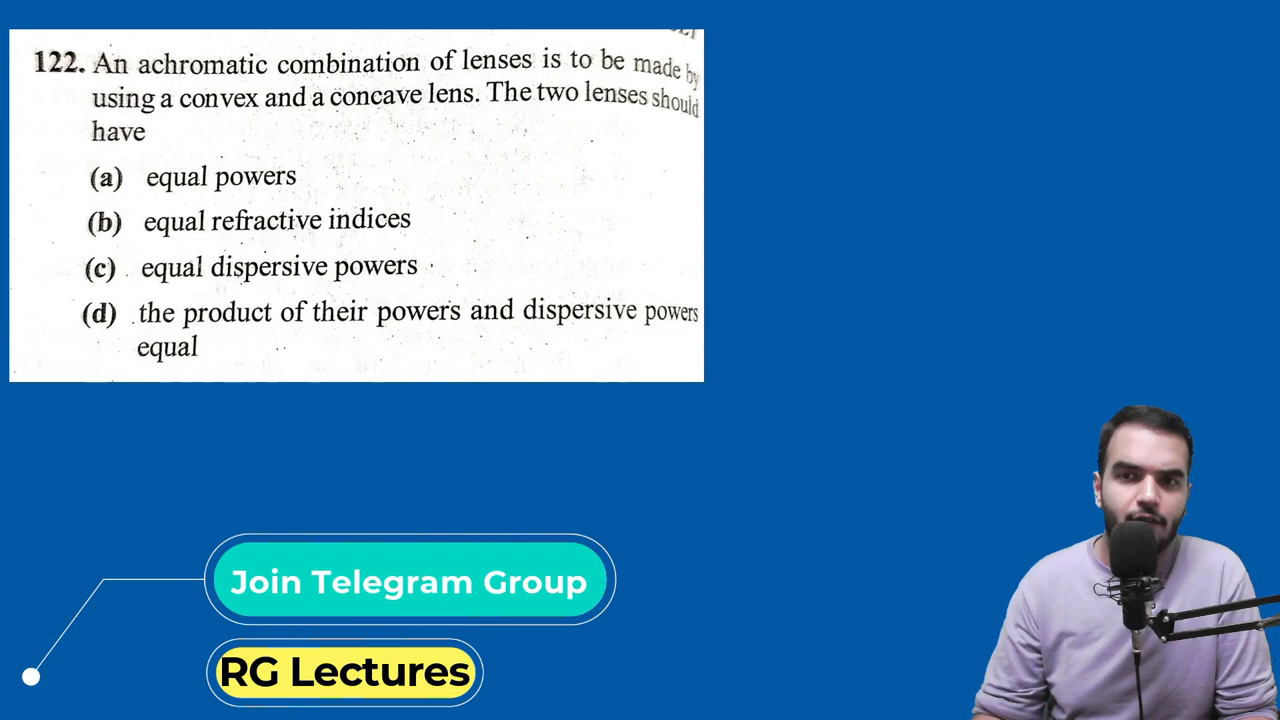 122. An achromatic combination of lenses is to be made by
using a convex and a concave lens. The two lenses should
have
(a) equal powers
(b) equal refractive indices
(c) equal dispersive powers
(d) the product of their powers and dispersive powers
equal
Join Telegram Group
RG Lectures